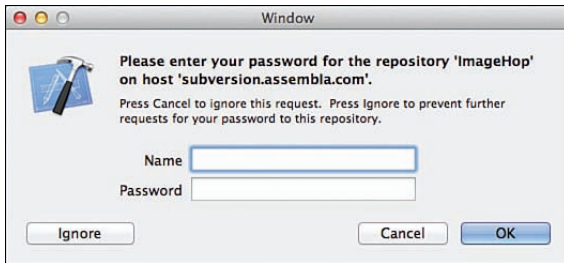 Window
Please enter your password for the repository 'ImageHop'
on host 'subversion.assembla.com'.
Press Cancel to ignore this request. Press Ignore to prevent further
requests for your password to this repository.
Name
Password
Ignore
Cancel
OK